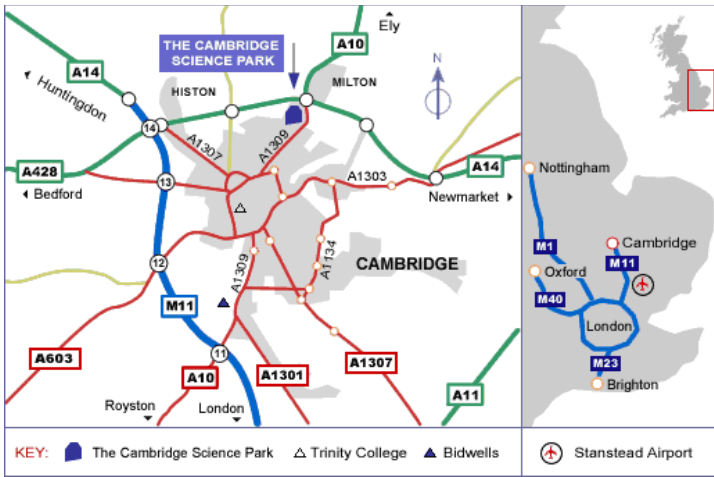 Ely
THE CAMBRIDGE
SCIENCE PARK
A10
A14
Huntingdon
HISTON
MILTON
N
14
A1307
A1309
A428
Bedford
13
A1303
A14
Newmarket
12
A1309
A1134
CAMBRIDGE
M11
11
A603
A10
A1301
A1307
A11
Royston
London
Nottingham
M1
Cambridge
M11
Oxford
M40
London
M23
Brighton
KEY: The Cambridge Science Park Trinity College Bidwells
Stanstead Airport